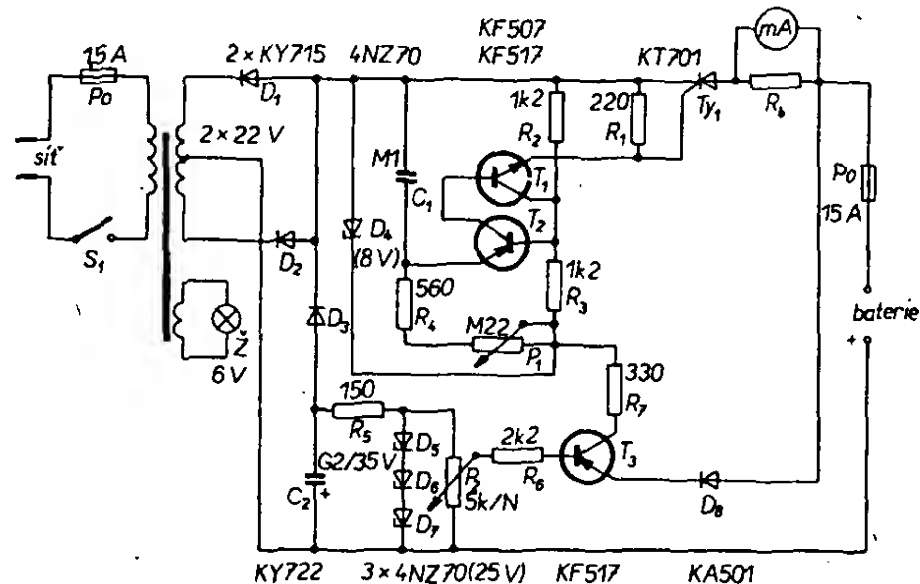 KF507
KF517
15 A
Po
2 × KY715
4NZ70
KT701
mA
D₁
1k2
R₂
220
R₁
Ty₁
R₆
síť
2 × 22 V
M1
C₁
T₁
T₂
Po
15 A
S₁
D₂
D₄
(8 V)
560
R₄
1k2
R₃
baterie
+
Ž
6 V
D₃
M22
P₁
330
R₇
150
R₅
G2/35V
C₂
+
D₅
D₆
D₇
5k/N
2k2
R₆
T₃
D₈
KY722
3 × 4NZ70 (25 V)
KF517
KA501